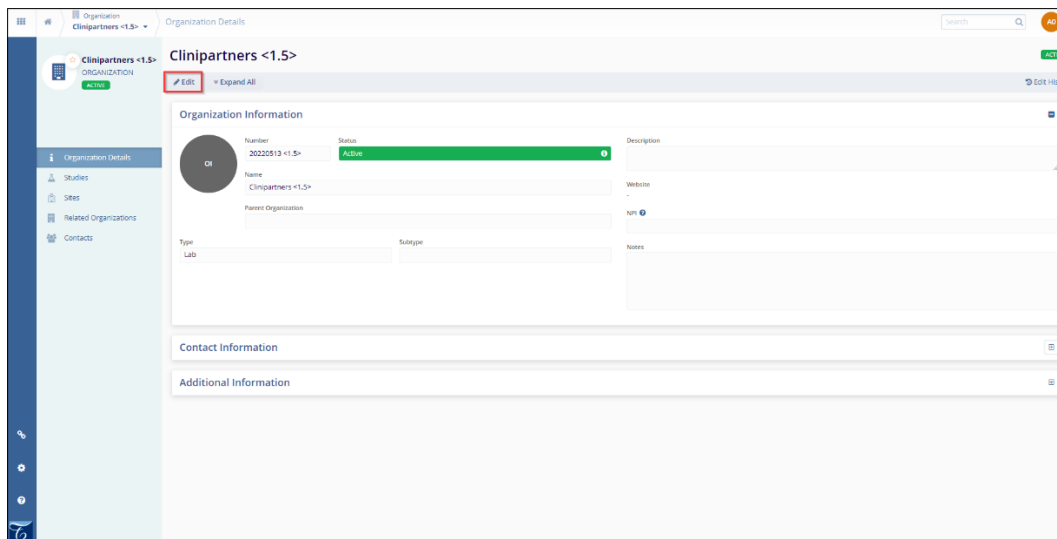 Organization
Clinipartners <1.5>
Organization Details
Search
AD
Clinipartners <1.5>
ORGANIZATION
ACTIVE
Clinipartners <1.5>
ACTI
Edit
Expand All
Edit His
Organization Information
OI
Number
20220513 <1.5>
Status
Active
Name
Clinipartners <1.5>
Parent Organization
Type
Lab
Subtype
Description
Website
-
NPI
Notes
Organization Details
Studies
Sites
Related Organizations
Contacts
Contact Information
Additional Information